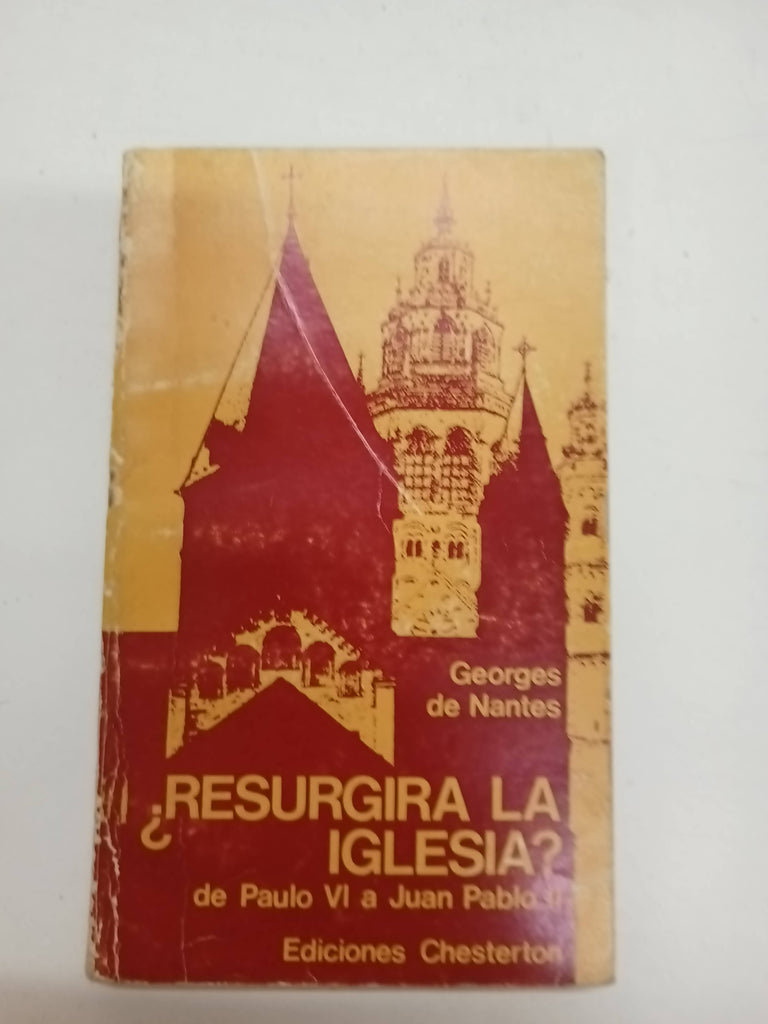 Georges
de Nantes
¿RESURGIRA LA
IGLESIA?
de Paulo VI a Juan Pablo II
Ediciones Chesterton